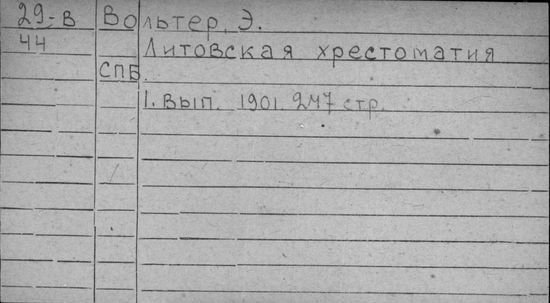 29-в Вольтер, Э.
44 Литовская хрестоматия
СПБ.
1. вып. 1901. 247 стр.